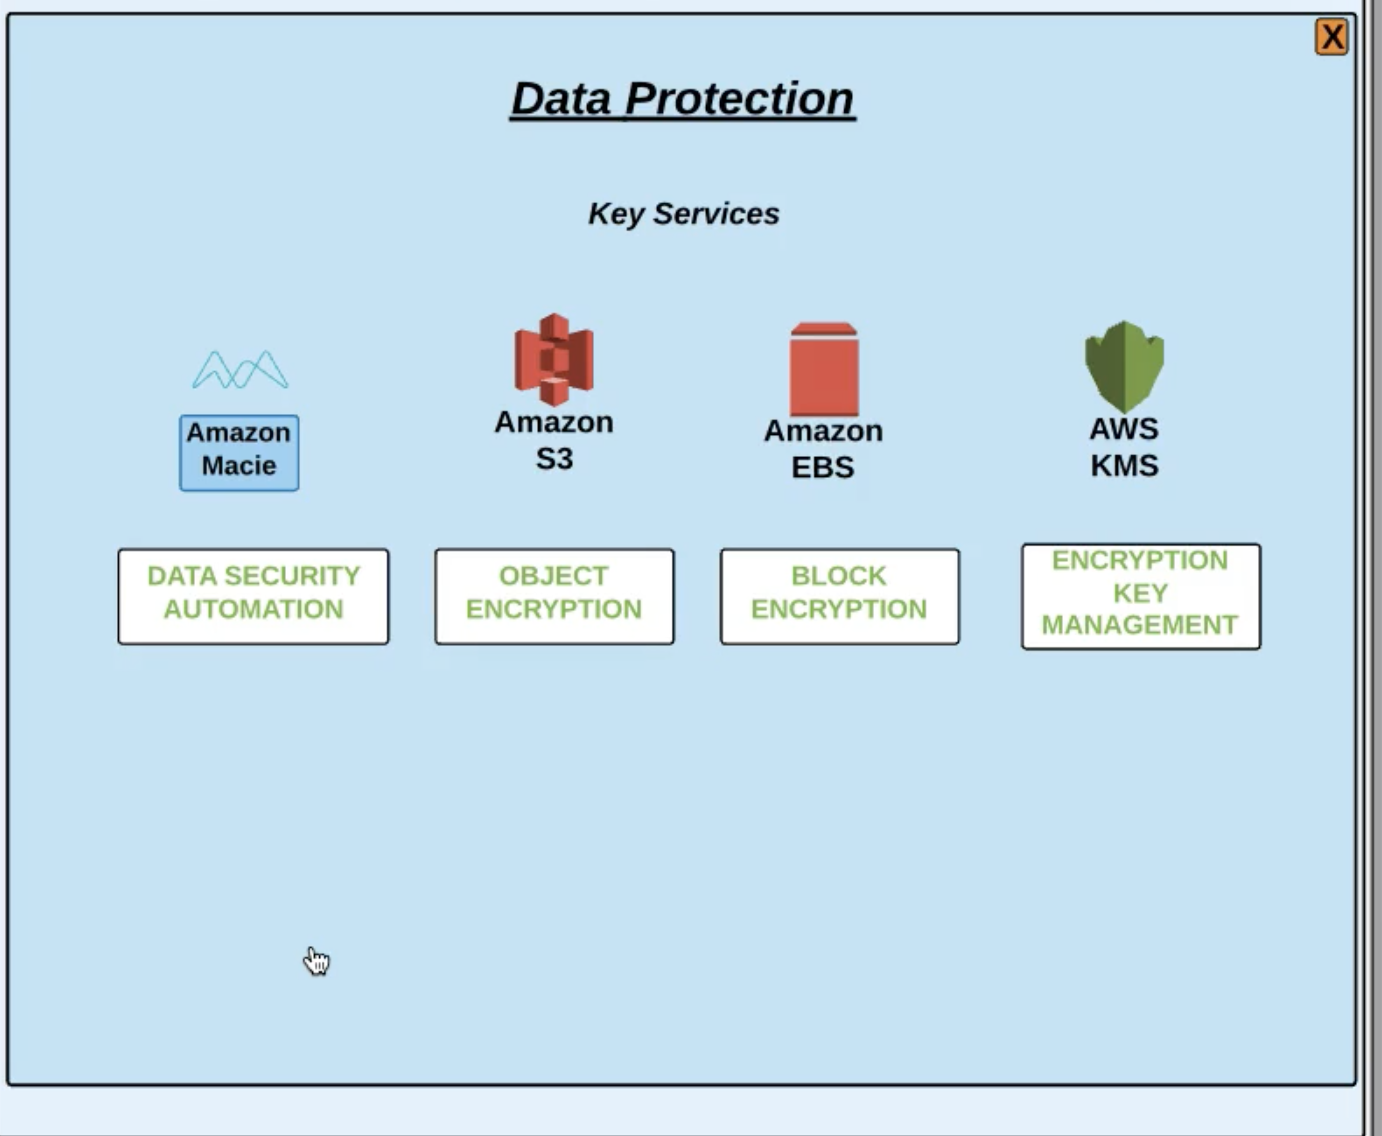 X
Data Protection
Key Services
Amazon
Macie
Amazon
S3
Amazon
EBS
AWS
KMS
DATA SECURITY
AUTOMATION
OBJECT
ENCRYPTION
BLOCK
ENCRYPTION
ENCRYPTION
KEY
MANAGEMENT